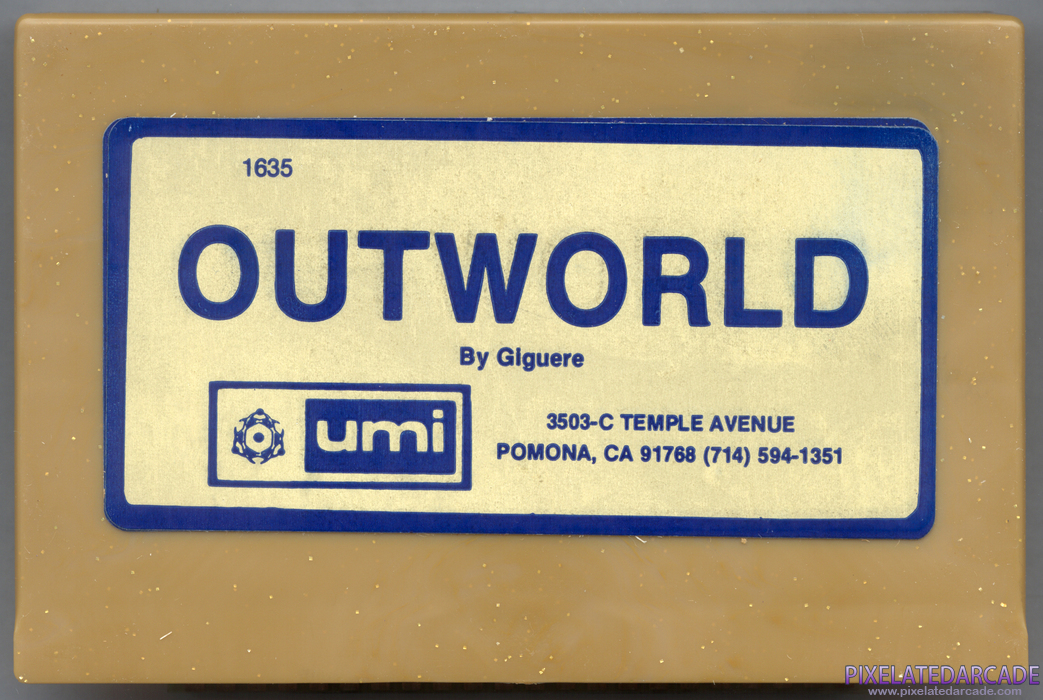 1635
OUTWORLD
By Giguere
umi
3503-C TEMPLE AVENUE
POMONA, CA 91768 (714) 594-1351
PIXELATEDARCADE
www.pixelatedarcade.com